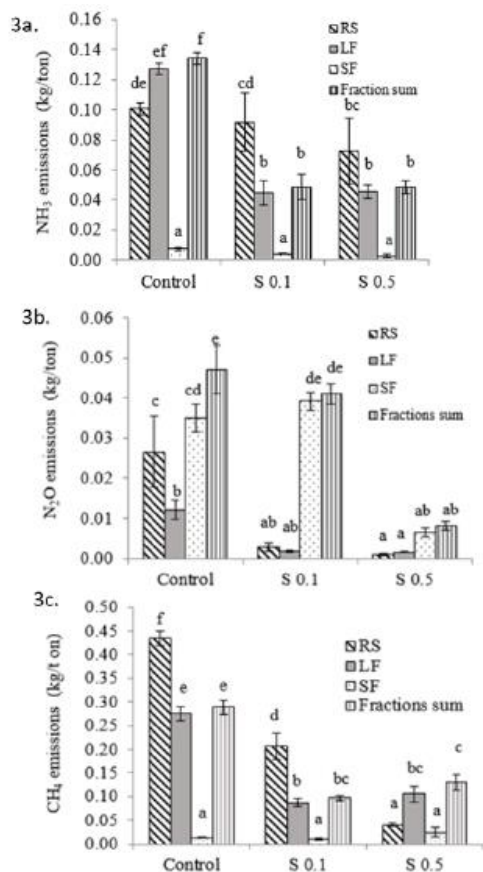 3a.
0.16
0.14
0.12
0.10
0.08
0.06
0.04
0.02
0.00
NH₃ emissions (kg/ton)
de
ef
a
f
cd
b
a
b
bc
b
a
b
RS
LF
SF
Fraction sum
Control
S 0.1
S 0.5
3b.
0.06
0.05
0.04
0.03
0.02
0.01
0.00
N₂O emissions (kg/ton)
c
b
cd
e
ab
ab
de
de
a
a
ab
ab
RS
LF
SF
Fractions sum
Control
S 0.1
S 0.5
3c.
0.50
0.45
0.40
0.35
0.30
0.25
0.20
0.15
0.10
0.05
0.00
CH₄ emissions (kg/t on)
f
e
a
e
d
b
a
bc
a
bc
a
c
RS
LF
SF
Fractions sum
Control
S 0.1
S 0.5